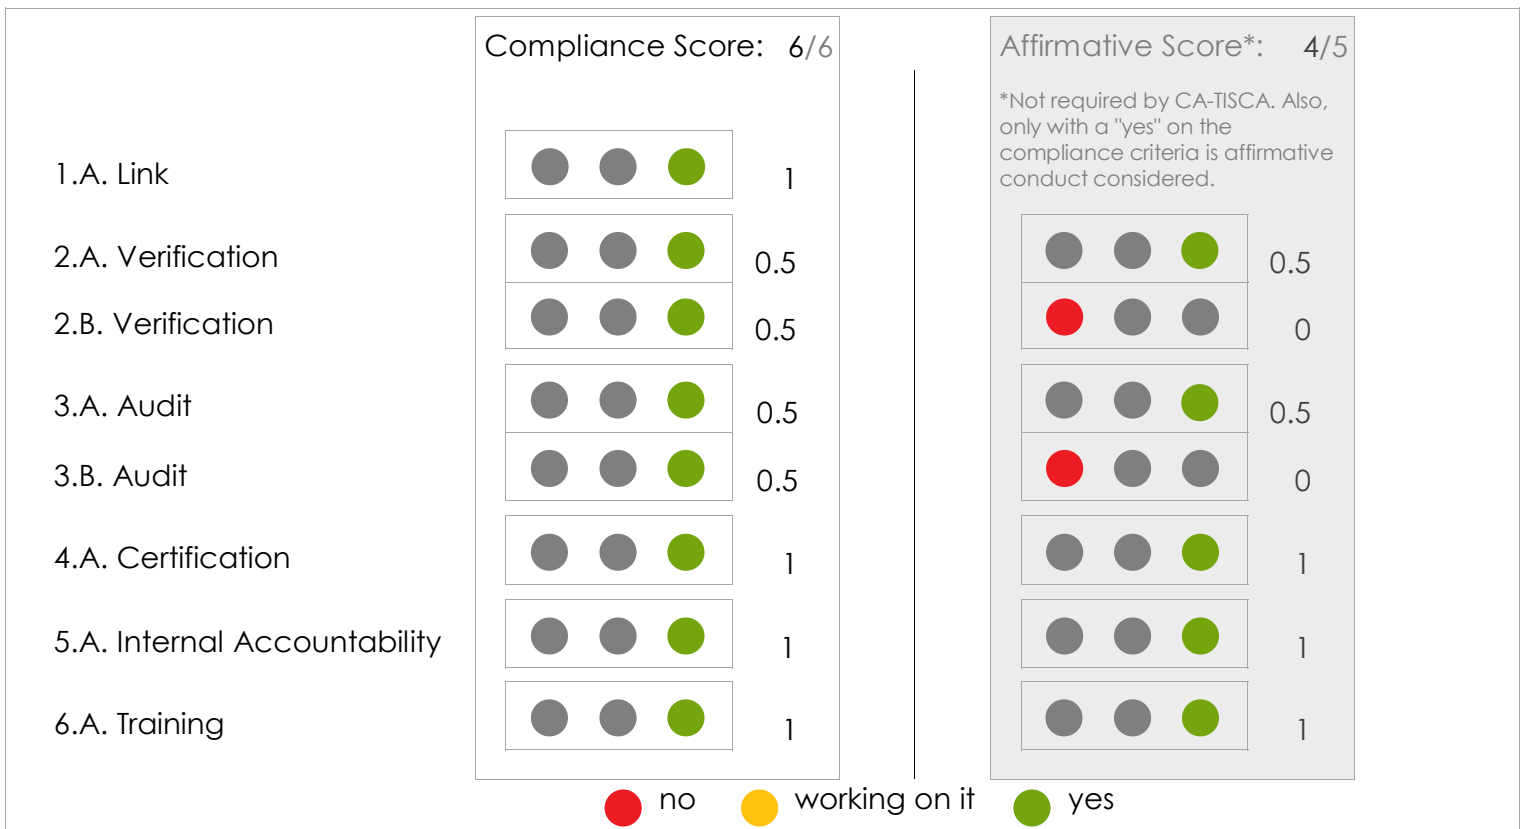 Compliance Score: 6/6
Affirmative Score*: 4/5
*Not required by CA-TISCA. Also,
only with a "yes" on the
compliance criteria is affirmative
conduct considered.
1.A. Link 1
2.A. Verification 0.5 0.5
2.B. Verification 0.5 0
3.A. Audit 0.5 0.5
3.B. Audit 0.5 0
4.A. Certification 1 1
5.A. Internal Accountability 1 1
6.A. Training 1 1
no working on it yes